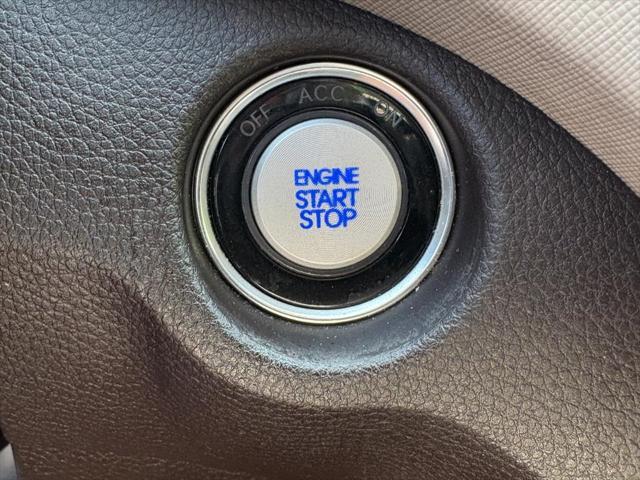 OFF ACC ON
ENGINE
START
STOP